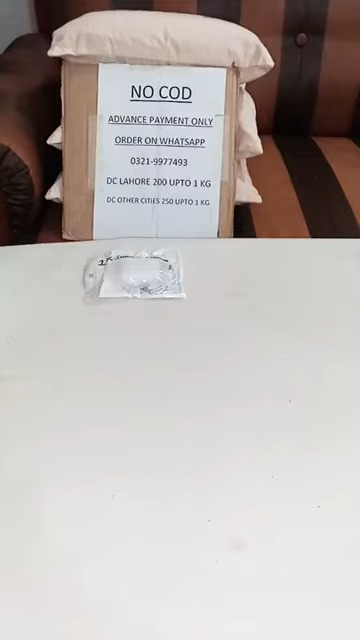 NO COD
ADVANCE PAYMENT ONLY
ORDER ON WHATSAPP
0321-9977493
DC LAHORE 200 UPTO 1 KG
DC OTHER CITIES 250 UPTO 1 KG